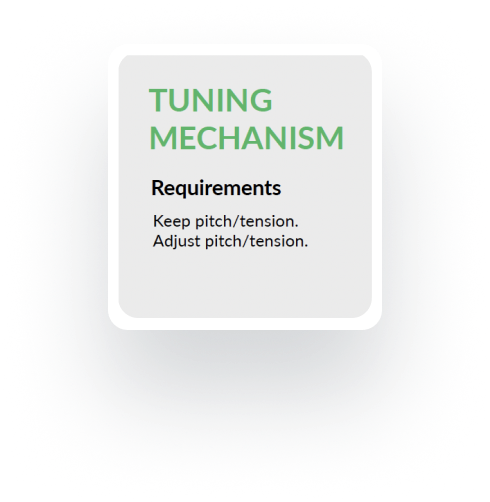 TUNING
MECHANISM
Requirements
Keep pitch/tension.
Adjust pitch/tension.